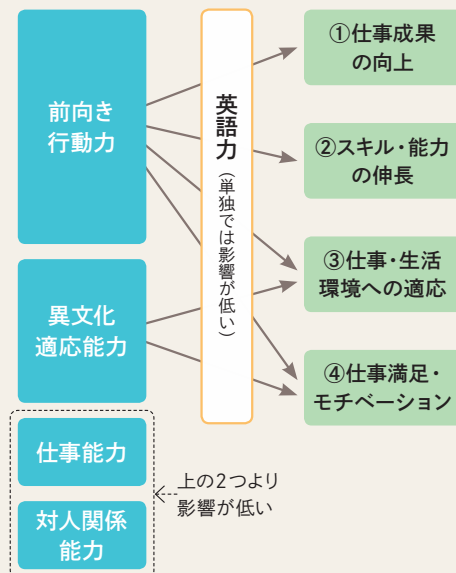 前向き
行動力
異文化
適応能力
仕事能力
対人関係
能力
英語力（単独では影響が低い）
①仕事成果
の向上
②スキル・能力
の伸長
③仕事・生活
環境への適応
④仕事満足・
モチベーション
上の2つより
影響が低い